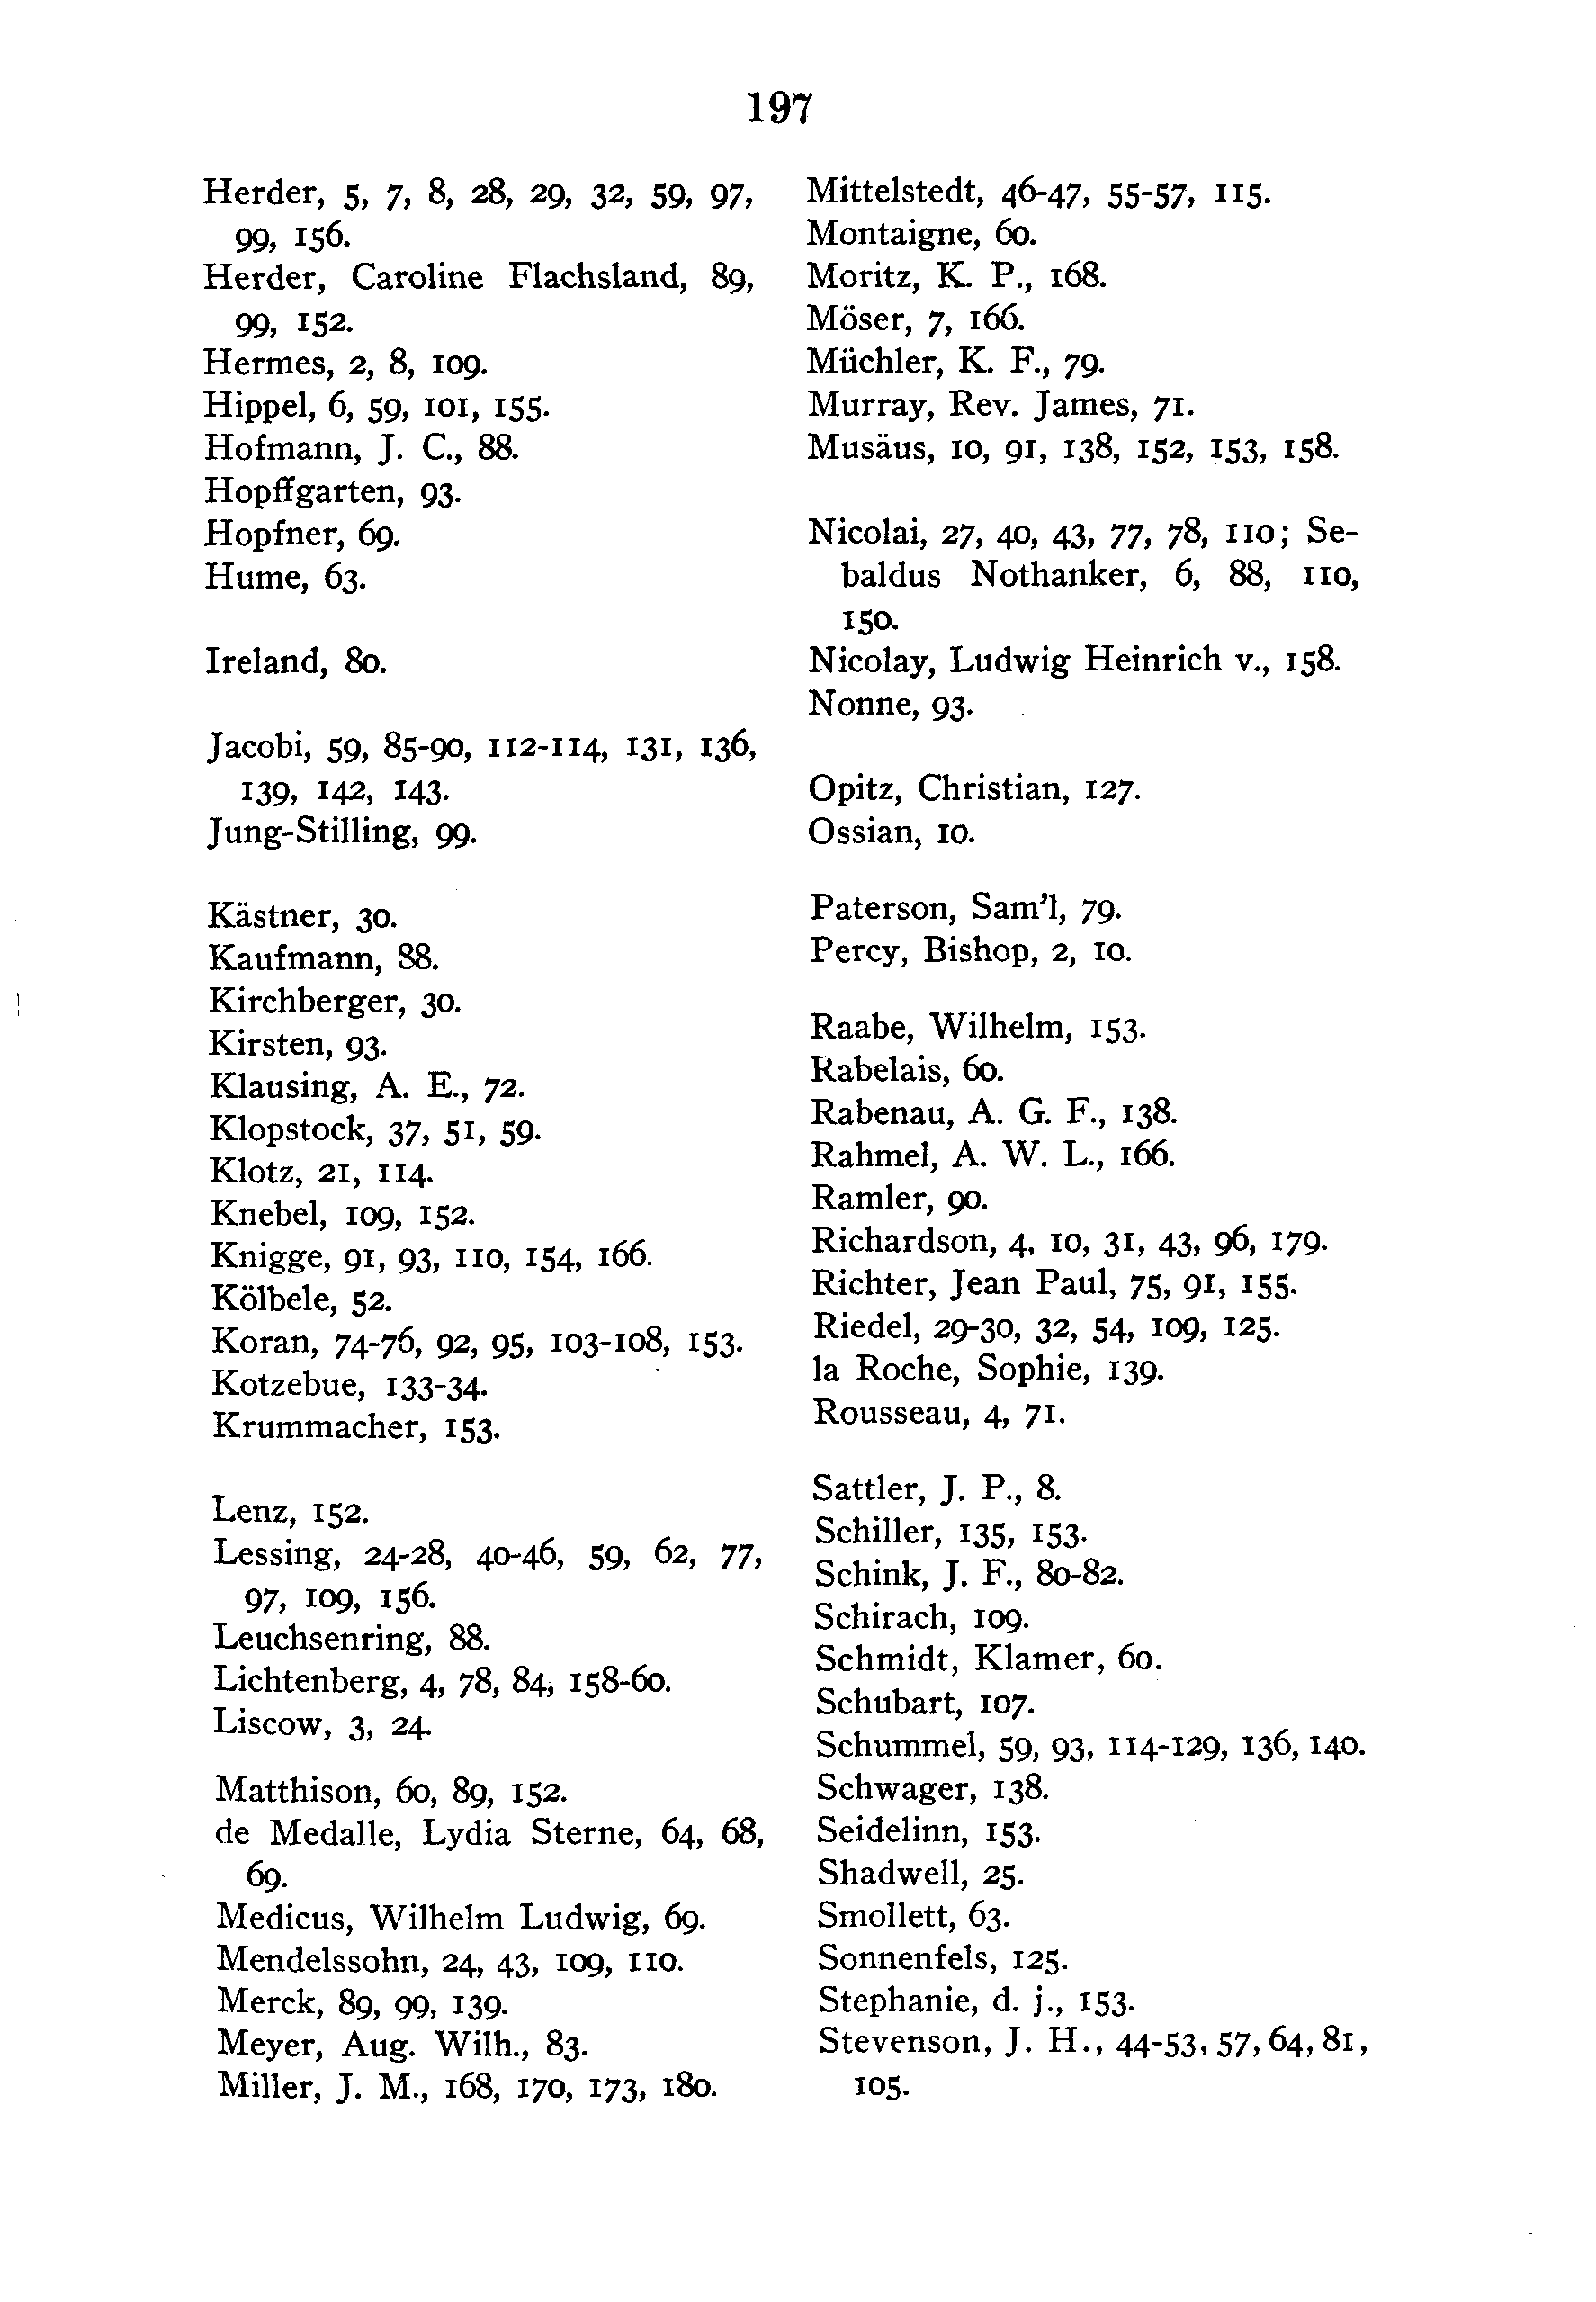 197
Herder, 5, 7, 8, 28, 29, 32, 59, 97,
99, 156.
Herder, Caroline Flachsland, 89,
99, 152.
Hermes, 2, 8, 109.
Hippel, 6, 59, 101, 155.
Hofmann, J. C., 88.
Hopffgarten, 93.
Hopfner, 69.
Hume, 63.
Ireland, 80.
Jacobi, 59, 85-90, 112-114, 131, 136,
139, 142, 143.
Jung-Stilling, 99.
Kästner, 30.
Kaufmann, 88.
Kirchberger, 30.
Kirsten, 93.
Klausing, A. E., 72.
Klopstock, 37, 51, 59.
Klotz, 21, 114.
Knebel, 109, 152.
Knigge, 91, 93, 110, 154, 166.
Kölbele, 52.
Koran, 74-76, 92, 95, 103-108, 153.
Kotzebue, 133-34.
Krummacher, 153.
Lenz, 152.
Lessing, 24-28, 40-46, 59, 62, 77,
97, 109, 156.
Leuchsenring, 88.
Lichtenberg, 4, 78, 84, 158-60.
Liscow, 3, 24.
Matthison, 60, 89, 152.
de Medalle, Lydia Sterne, 64, 68,
69.
Medicus, Wilhelm Ludwig, 69.
Mendelssohn, 24, 43, 109, 110.
Merck, 89, 99, 139.
Meyer, Aug. Wilh., 83.
Miller, J. M., 168, 170, 173, 180.
Mittelstedt, 46-47, 55-57, 115.
Montaigne, 60.
Moritz, K. P., 168.
Möser, 7, 166.
Müchler, K. F., 79.
Murray, Rev. James, 71.
Musäus, 10, 91, 138, 152, 153, 158.
Nicolai, 27, 40, 43, 77, 78, 110; Se-
baldus Nothanker, 6, 88, 110,
150.
Nicolay, Ludwig Heinrich v., 158.
Nonne, 93.
Opitz, Christian, 127.
Ossian, 10.
Paterson, Sam'l, 79.
Percy, Bishop, 2, 10.
Raabe, Wilhelm, 153.
Rabelais, 60.
Rabenau, A. G. F., 138.
Rahmel, A. W. L., 166.
Ramler, 90.
Richardson, 4, 10, 31, 43, 96, 179.
Richter, Jean Paul, 75, 91, 155.
Riedel, 29-30, 32, 54, 109, 125.
la Roche, Sophie, 139.
Rousseau, 4, 71.
Sattler, J. P., 8.
Schiller, 135, 153.
Schink, J. F., 80-82.
Schirach, 109.
Schmidt, Klamer, 60.
Schubart, 107.
Schummel, 59, 93, 114-129, 136, 140.
Schwager, 138.
Seidelinn, 153.
Shadwell, 25.
Smollett, 63.
Sonnenfels, 125.
Stephanie, d. j., 153.
Stevenson, J. H., 44-53, 57, 64, 81,
105.